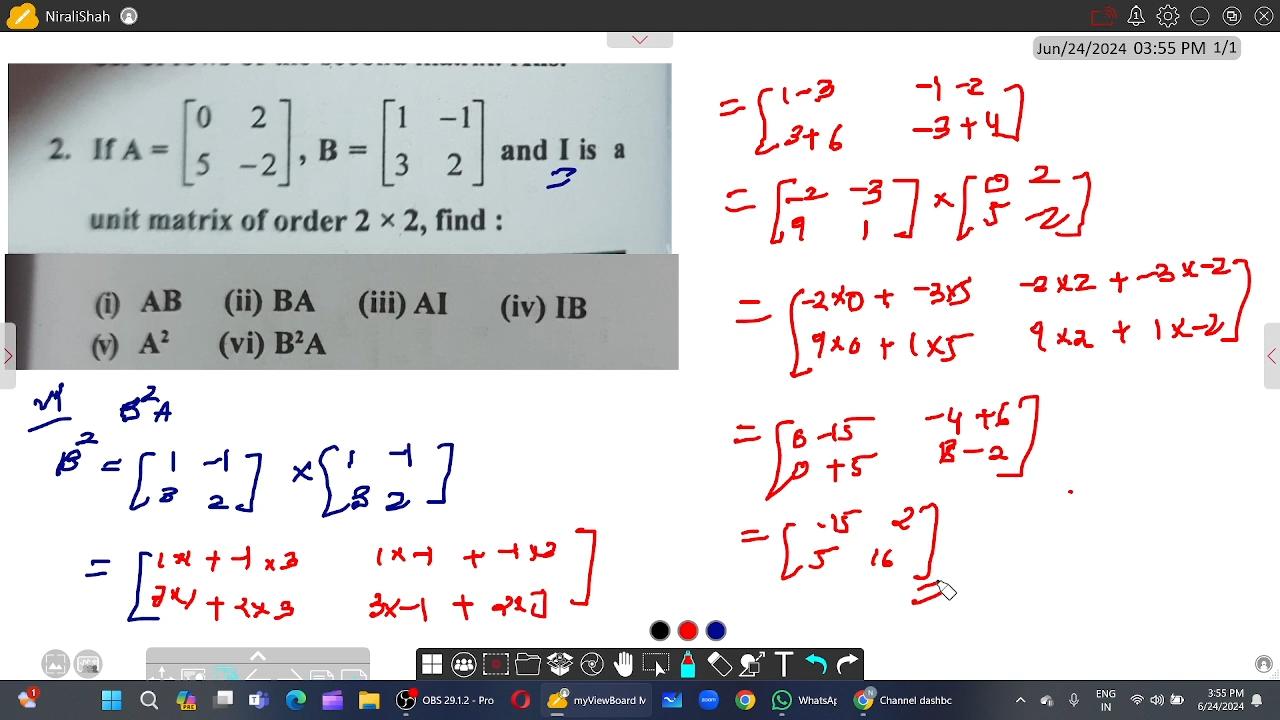 NiraliShah
Jun/24/2024 03:55 PM 1/1
2. If A = [0 2
5 -2], B = [1 -1
3 2] and I is a
unit matrix of order 2 × 2, find :
(i) AB (ii) BA (iii) AI (iv) IB
(v) A² (vi) B²A
vi B²A
B² = [1 -1
3 2] × [1 -1
3 2]
= [1×1 + -1×3 1×-1 + -1×2
3×1 + 2×3 3×-1 + 2×2]
= [1-3 -1-2
3+6 -3+4]
= [-2 -3
9 1] × [0 2
5 -2]
= [-2×0 + -3×5 -2×2 + -3×-2
9×0 + 1×5 9×2 + 1×-2]
= [0 -15 -4+6
0 +5 18-2]
= [-15 2
5 16]
OBS 29.1.2 - Pro
myViewBoard M
WhatsAp
Channel dashbc
ENG
IN
3:55 PM
6/24/2024